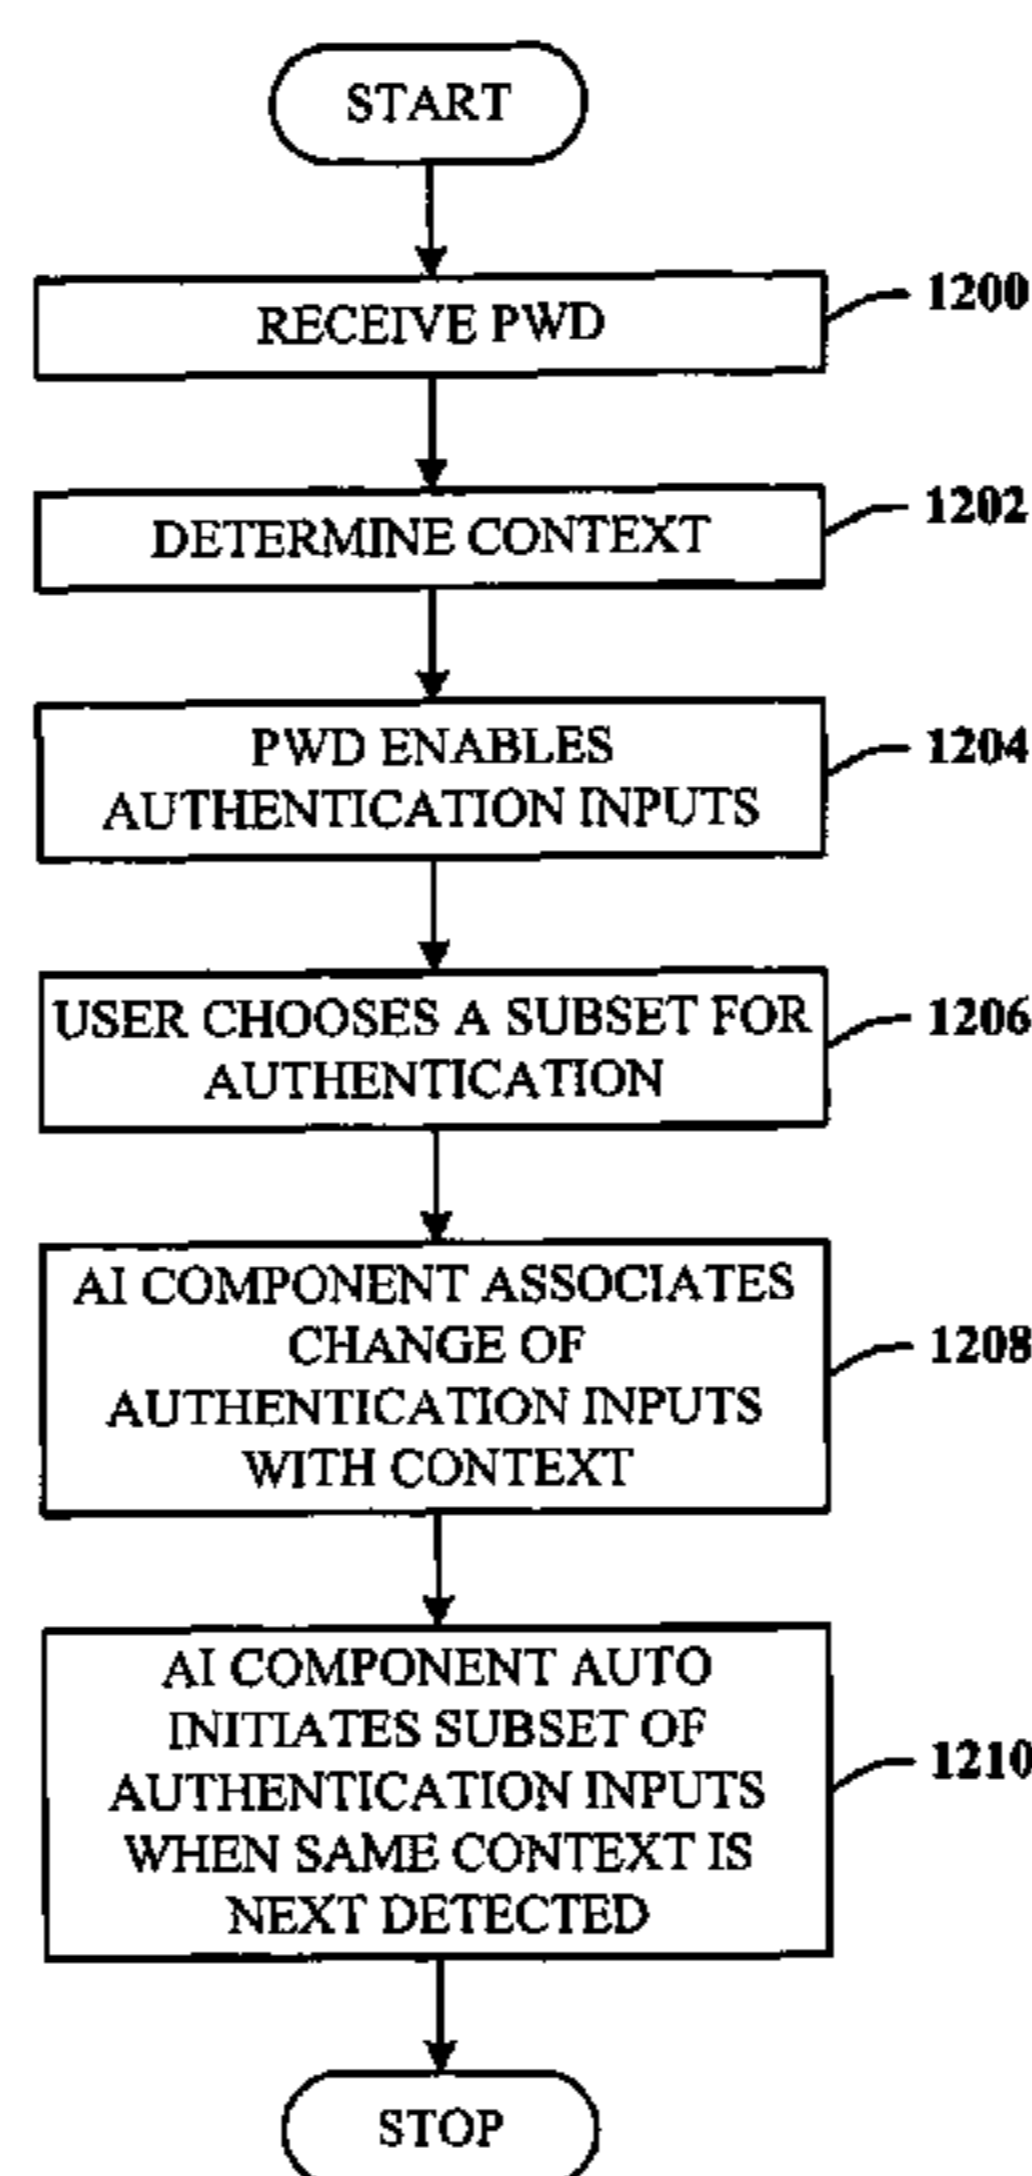 START
RECEIVE PWD
1200
DETERMINE CONTEXT
1202
PWD ENABLES
AUTHENTICATION INPUTS
1204
USER CHOOSES A SUBSET FOR
AUTHENTICATION
1206
AI COMPONENT ASSOCIATES
CHANGE OF
AUTHENTICATION INPUTS
WITH CONTEXT
1208
AI COMPONENT AUTO
INITIATES SUBSET OF
AUTHENTICATION INPUTS
WHEN SAME CONTEXT IS
NEXT DETECTED
1210
STOP